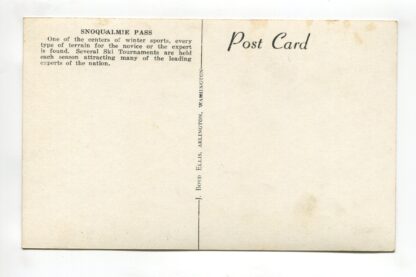 SNOQUALMIE PASS
One of the centers of winter sports, every
type of terrain for the novice or the expert
is found. Several Ski Tournaments are held
each season attracting many of the leading
experts of the nation.
Post Card
J. BOYD ELLIS, ARLINGTON, WASHINGTON